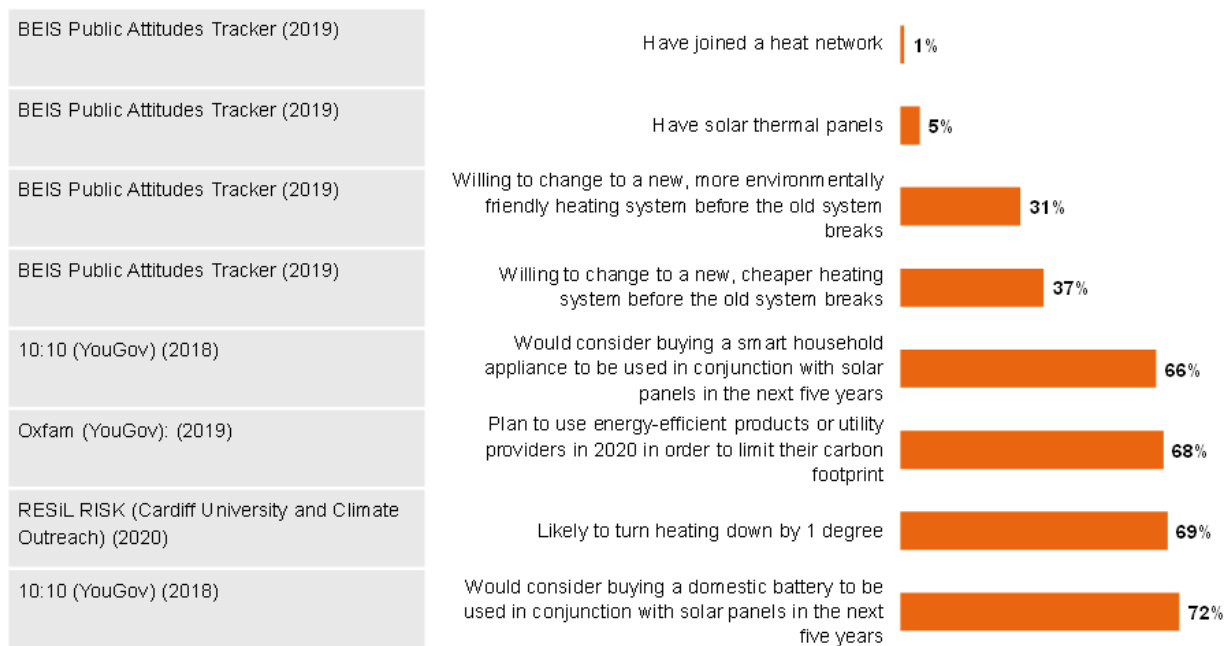 BEIS Public Attitudes Tracker (2019)
Have joined a heat network
1%
BEIS Public Attitudes Tracker (2019)
Have solar thermal panels
5%
BEIS Public Attitudes Tracker (2019)
Willing to change to a new, more environmentally
friendly heating system before the old system
breaks
31%
BEIS Public Attitudes Tracker (2019)
Willing to change to a new, cheaper heating
system before the old system breaks
37%
10:10 (YouGov) (2018)
Would consider buying a smart household
appliance to be used in conjunction with solar
panels in the next five years
66%
Oxfam (YouGov): (2019)
Plan to use energy-efficient products or utility
providers in 2020 in order to limit their carbon
footprint
68%
RESiL RISK (Cardiff University and Climate
Outreach) (2020)
Likely to turn heating down by 1 degree
69%
10:10 (YouGov) (2018)
Would consider buying a domestic battery to be
used in conjunction with solar panels in the next
five years
72%